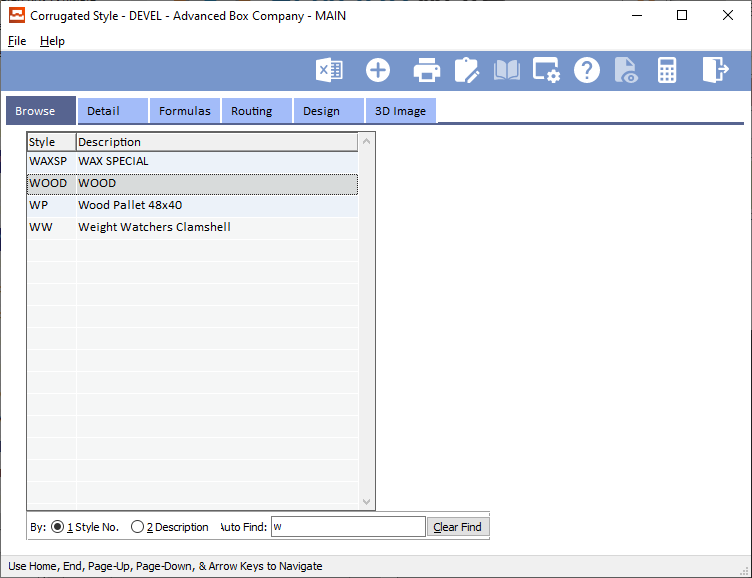 Corrugated Style - DEVEL - Advanced Box Company - MAIN
File Help
Browse Detail Formulas Routing Design 3D Image
Style Description
WAXSP WAX SPECIAL
WOOD WOOD
WP Wood Pallet 48x40
WW Weight Watchers Clamshell
By: 1 Style No. 2 Description Auto Find: w Clear Find
Use Home, End, Page-Up, Page-Down, & Arrow Keys to Navigate